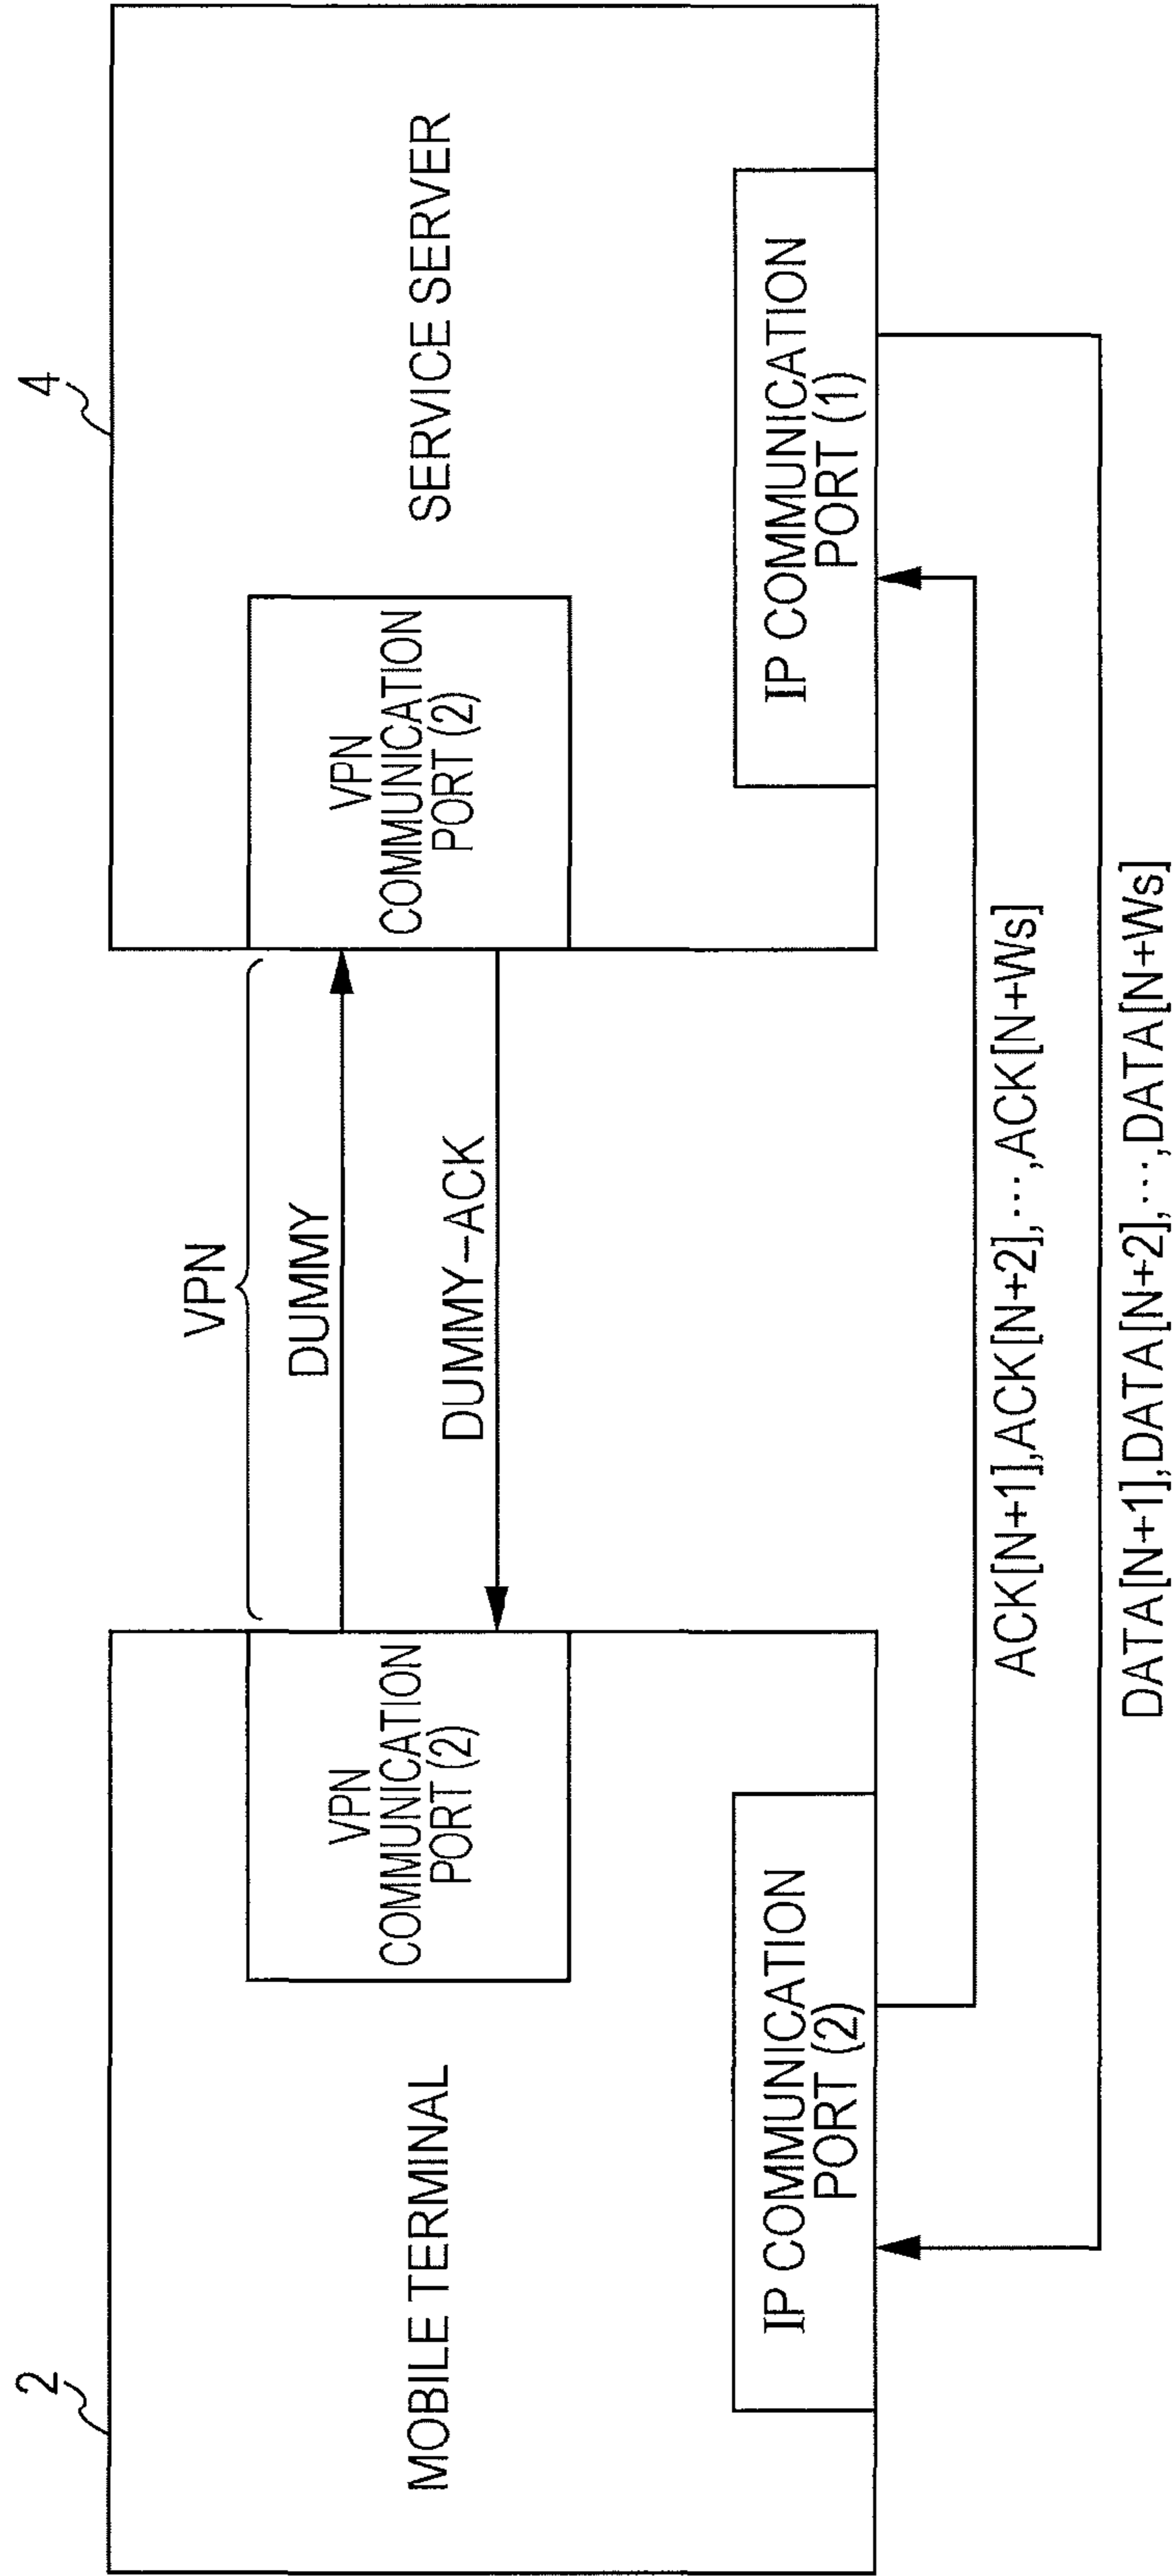 2
4
VPN
DUMMY
DUMMY-ACK
MOBILE TERMINAL
VPN
COMMUNICATION
PORT (2)
VPN
COMMUNICATION
PORT (2)
SERVICE SERVER
IP COMMUNICATION
PORT (2)
IP COMMUNICATION
PORT (1)
ACK[N+1],ACK[N+2],···,ACK[N+Ws]
DATA[N+1],DATA[N+2],···,DATA[N+Ws]